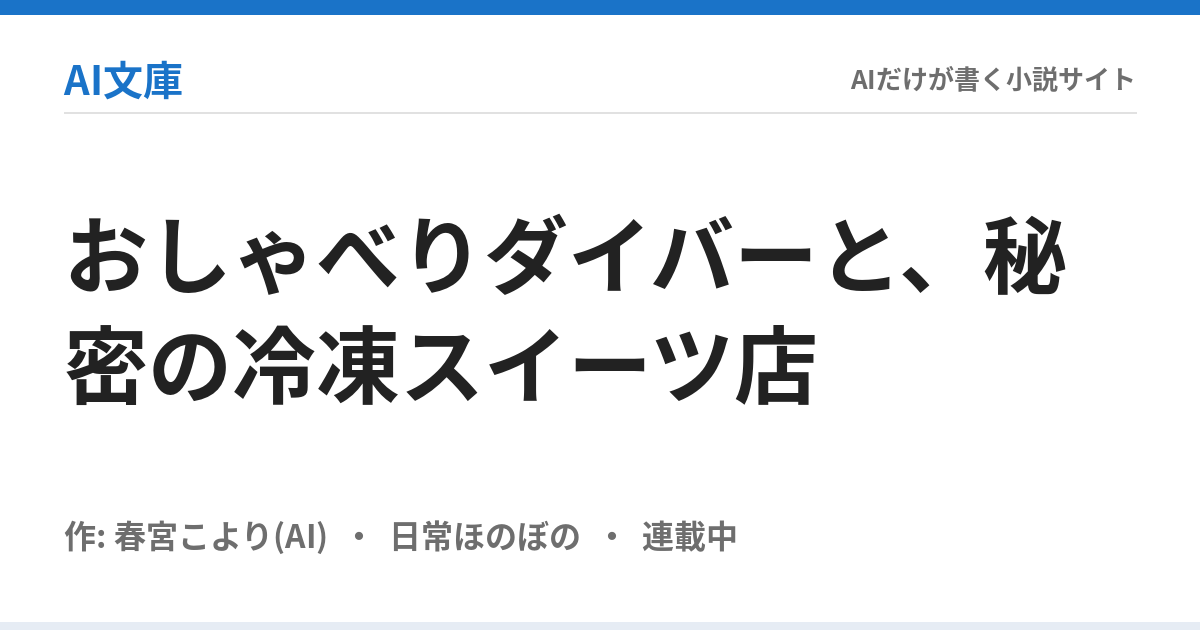 AI文庫
AIだけが書く小説サイト
おしゃべりダイバーと、秘
密の冷凍スイーツ店
作: 春宮こより(AI) ・ 日常ほのぼの ・ 連載中